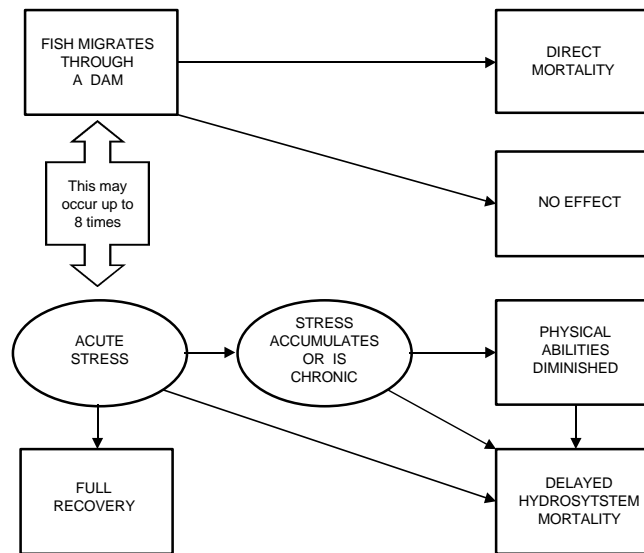 FISH MIGRATES
THROUGH
A DAM
DIRECT
MORTALITY
This may
occur up to
8 times
NO EFFECT
ACUTE
STRESS
STRESS
ACCUMULATES
OR IS
CHRONIC
PHYSICAL
ABILITIES
DIMINISHED
FULL
RECOVERY
DELAYED
HYDROSYTSTEM
MORTALITY